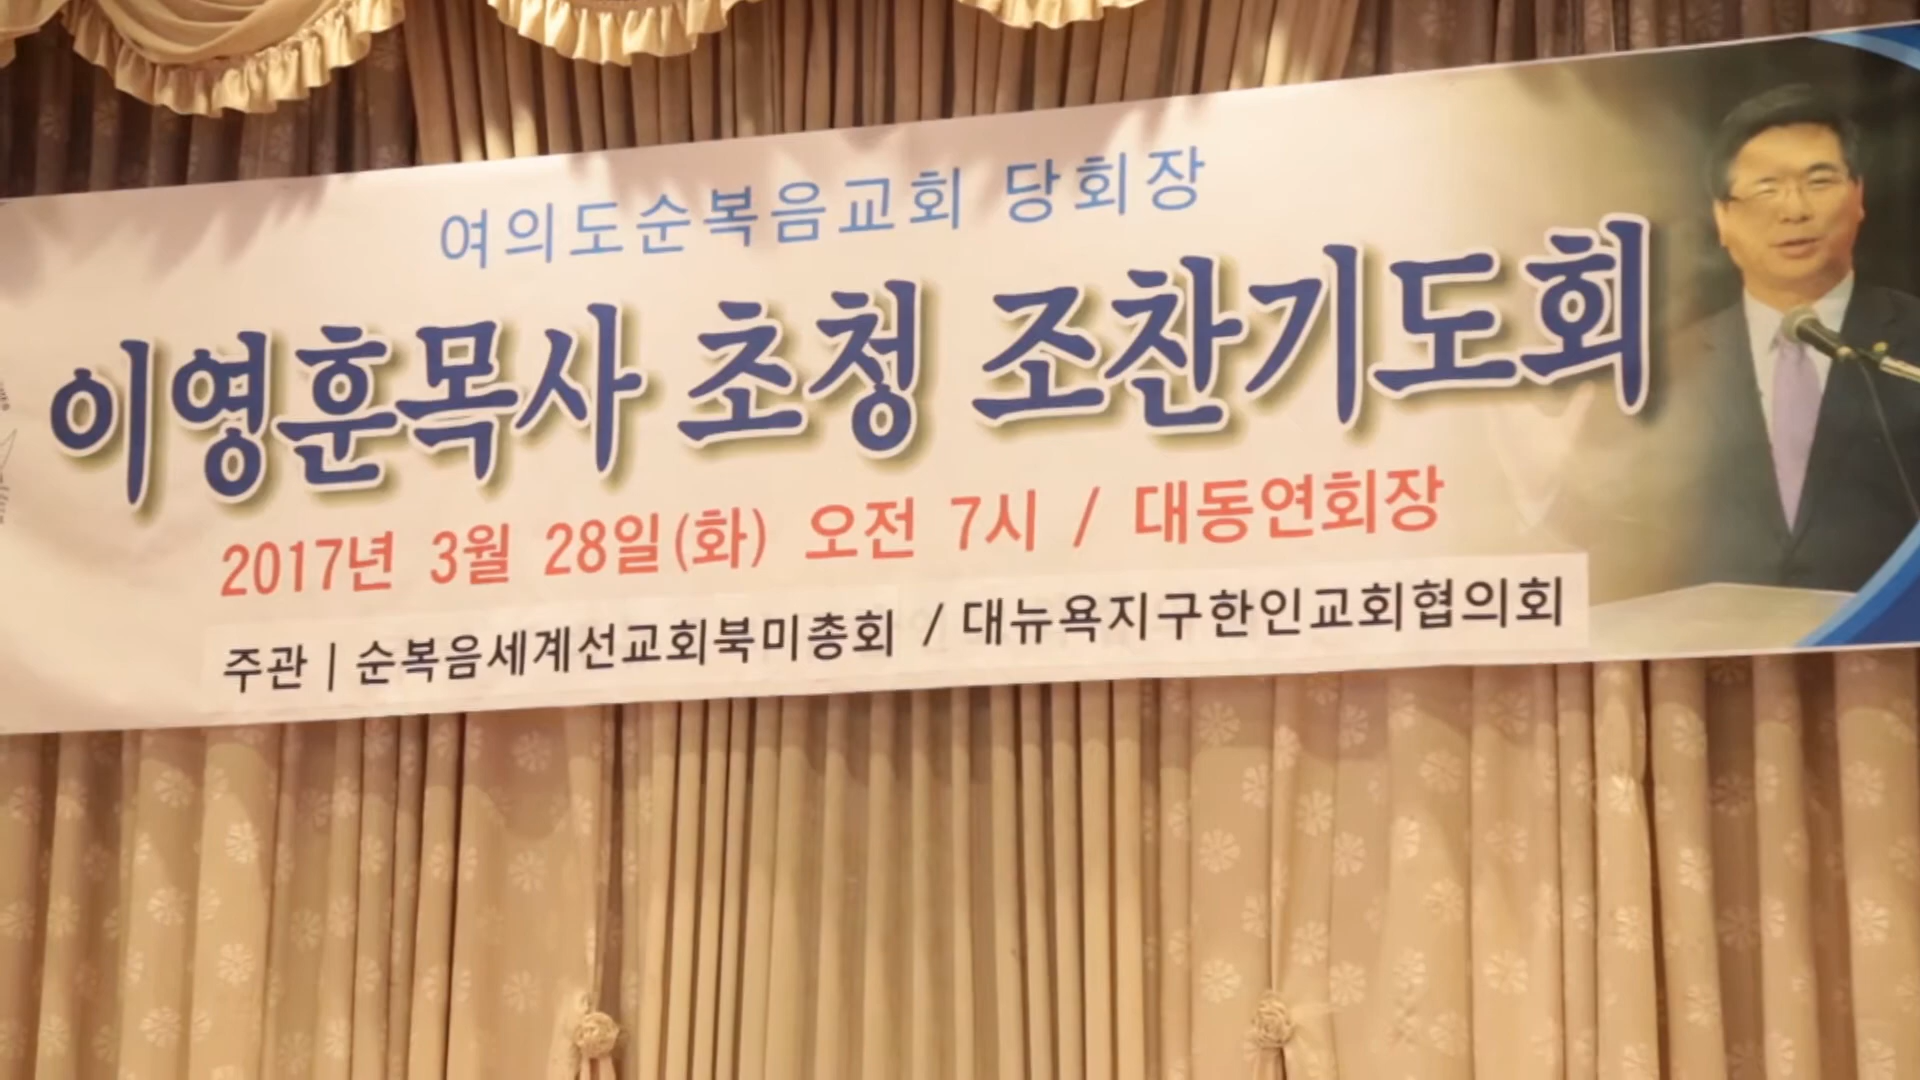 여의도순복음교회 당회장
이영훈목사 초청 조찬기도회
2017년 3월 28일(화) 오전 7시 / 대동연회장
주관 | 순복음세계선교회북미총회 / 대뉴욕지구한인교회협의회